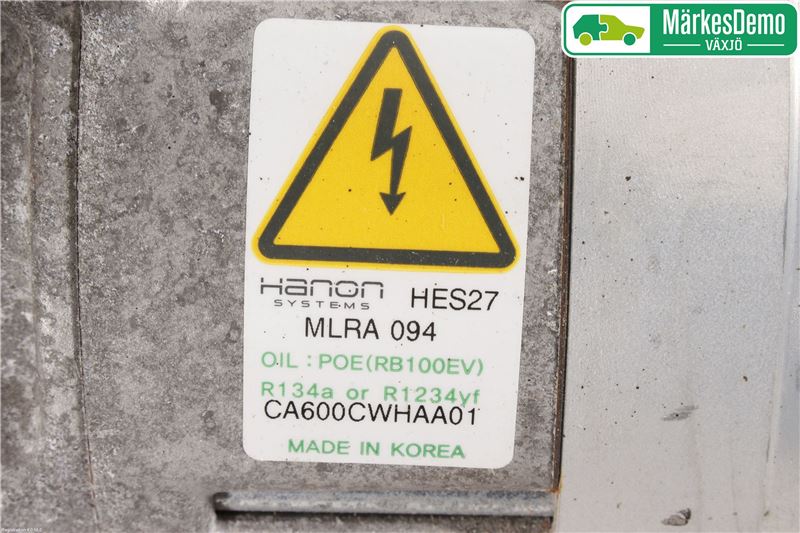 MärkesDemo
VÄXJÖ
Hanon
SYSTEMS
HES27
MLRA 094
OIL : POE(RB100EV)
R134a or R1234yf
CA600CWHAA01
MADE IN KOREA